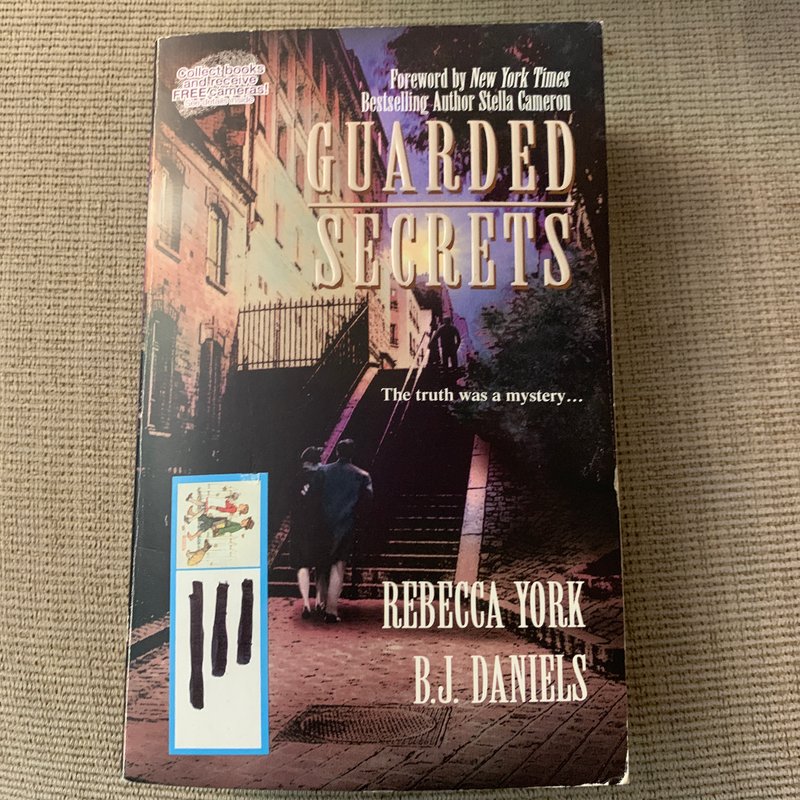 Collect books
and receive
FREE cameras!
Foreword by New York Times
Bestselling Author Stella Cameron
GUARDED
SECRETS
The truth was a mystery...
REBECCA YORK
B.J. DANIELS